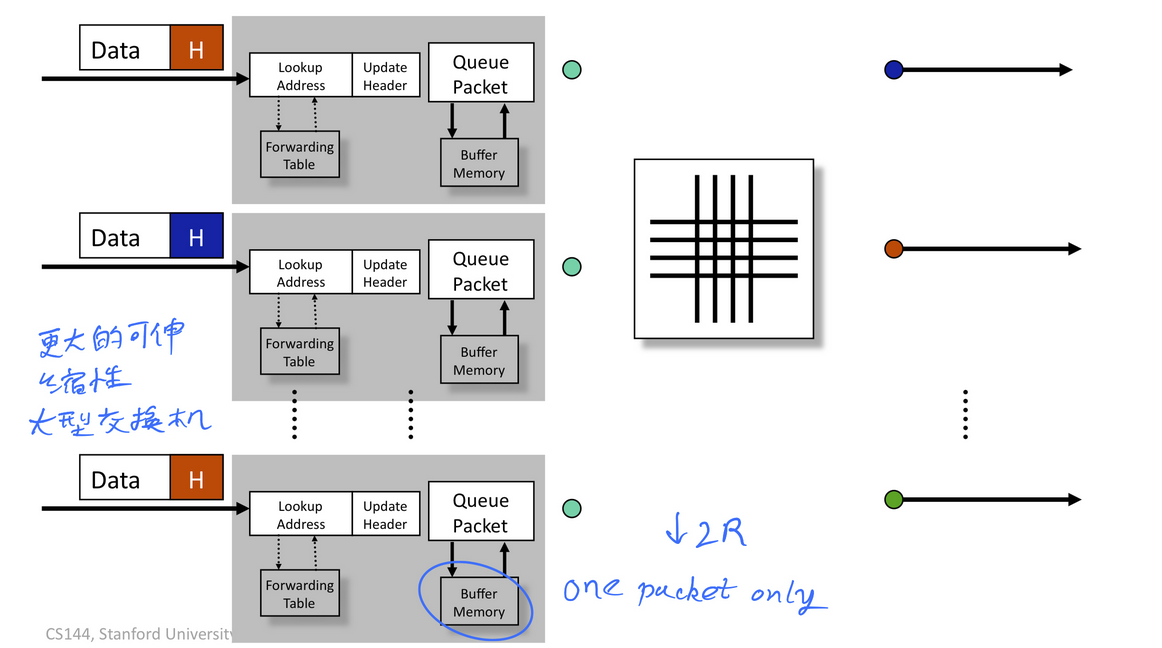 Data H
Lookup Address
Update Header
Queue Packet
Forwarding Table
Buffer Memory
Data H
Lookup Address
Update Header
Queue Packet
Forwarding Table
Buffer Memory
更大的可伸
缩宿性
大型交換机
Data H
Lookup Address
Update Header
Queue Packet
Forwarding Table
Buffer Memory
↓2R
one packet only
CS144, Stanford University